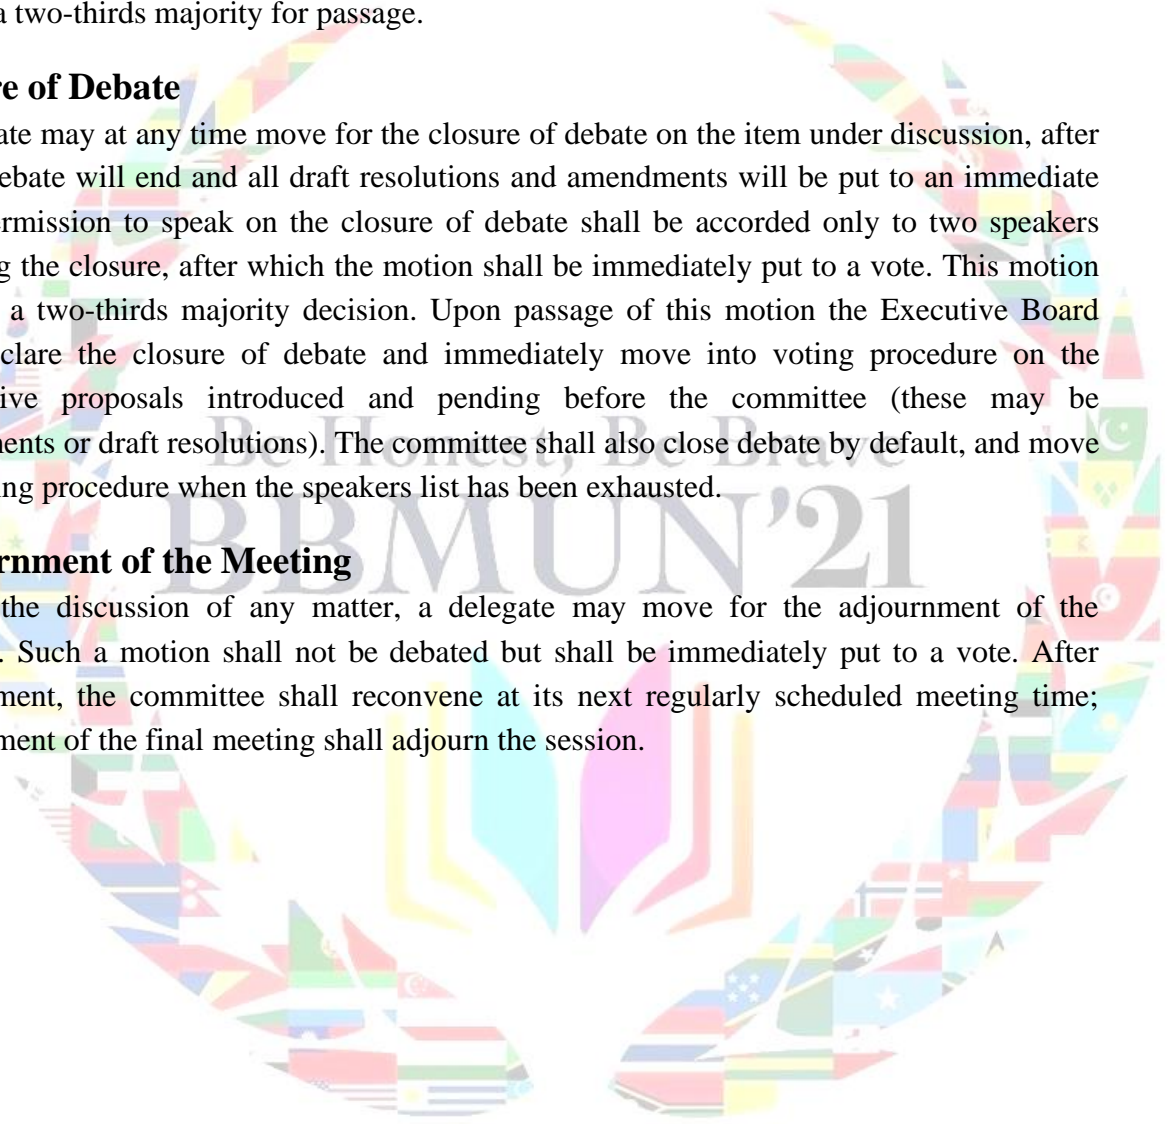 a two-thirds majority for passage.
re of Debate
ate may at any time move for the closure of debate on the item under discussion, after
ebate will end and all draft resolutions and amendments will be put to an immediate
ermission to speak on the closure of debate shall be accorded only to two speakers
g the closure, after which the motion shall be immediately put to a vote. This motion
a two-thirds majority decision. Upon passage of this motion the Executive Board
clare the closure of debate and immediately move into voting procedure on the
ive proposals introduced and pending before the committee (these may be
Be Honest, Be Brave
ents or draft resolutions). The committee shall also close debate by default, and move
ing procedure when the speakers list has been exhausted.
BBMUN'21
rnment of the Meeting
the discussion of any matter, a delegate may move for the adjournment of the
. Such a motion shall not be debated but shall be immediately put to a vote. After
ment, the committee shall reconvene at its next regularly scheduled meeting time;
ment of the final meeting shall adjourn the session.